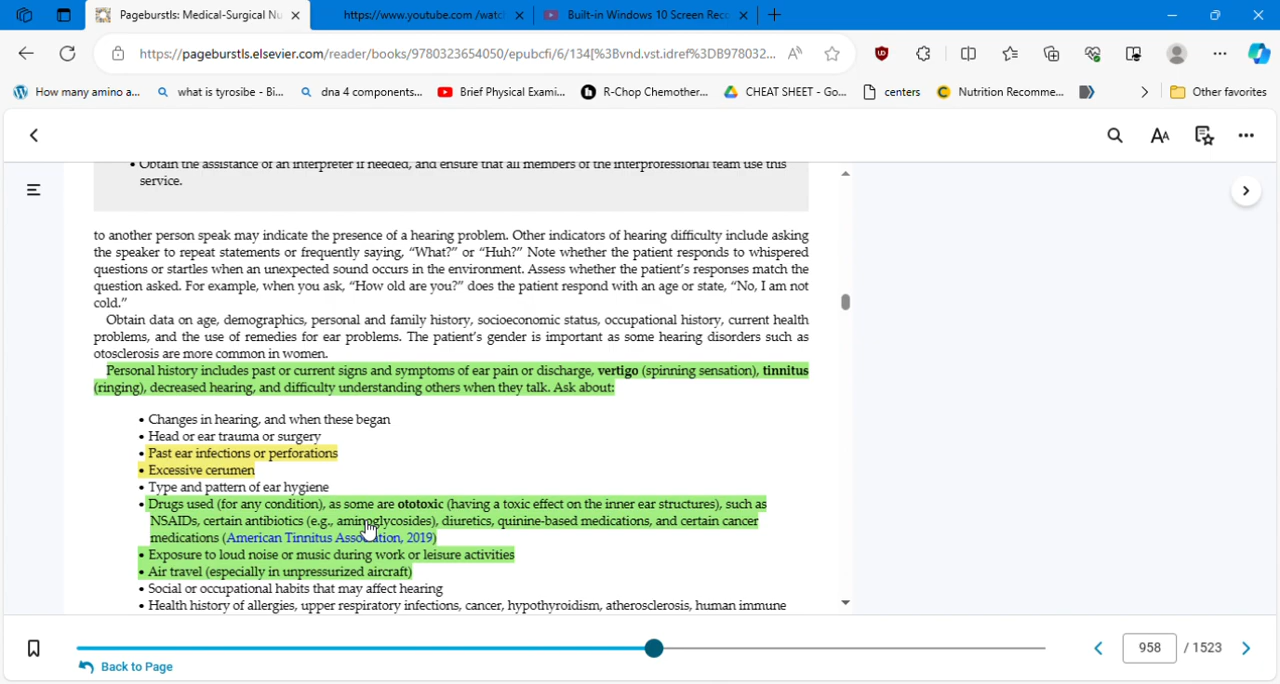 Pageburstls: Medical-Surgical Nu
https://www.youtube.com/watc
Built-in Windows 10 Screen Rec
https://pageburstls.elsevier.com/reader/books/9780323654050/epubcfi/6/134[%3Bvnd.vst.idref%3DB978032...
How many amino a...
what is tyrosibe - Bi...
dna 4 components...
Brief Physical Exami...
R-Chop Chemother...
CHEAT SHEET - Go...
centers
Nutrition Recomme...
Other favorites
• Obtain the assistance of an interpreter if needed, and ensure that all members of the interprofessional team use this
service.
to another person speak may indicate the presence of a hearing problem. Other indicators of hearing difficulty include asking
the speaker to repeat statements or frequently saying, “What?” or “Huh?” Note whether the patient responds to whispered
questions or startles when an unexpected sound occurs in the environment. Assess whether the patient’s responses match the
question asked. For example, when you ask, “How old are you?” does the patient respond with an age or state, “No, I am not
cold.”
Obtain data on age, demographics, personal and family history, socioeconomic status, occupational history, current health
problems, and the use of remedies for ear problems. The patient’s gender is important as some hearing disorders such as
otosclerosis are more common in women.
Personal history includes past or current signs and symptoms of ear pain or discharge, vertigo (spinning sensation), tinnitus
(ringing), decreased hearing, and difficulty understanding others when they talk. Ask about:
• Changes in hearing, and when these began
• Head or ear trauma or surgery
• Past ear infections or perforations
• Excessive cerumen
• Type and pattern of ear hygiene
• Drugs used (for any condition), as some are ototoxic (having a toxic effect on the inner ear structures), such as
NSAIDs, certain antibiotics (e.g., aminoglycosides), diuretics, quinine-based medications, and certain cancer
medications (American Tinnitus Association, 2019)
• Exposure to loud noise or music during work or leisure activities
• Air travel (especially in unpressurized aircraft)
• Social or occupational habits that may affect hearing
• Health history of allergies, upper respiratory infections, cancer, hypothyroidism, atherosclerosis, human immune
958 / 1523
Back to Page